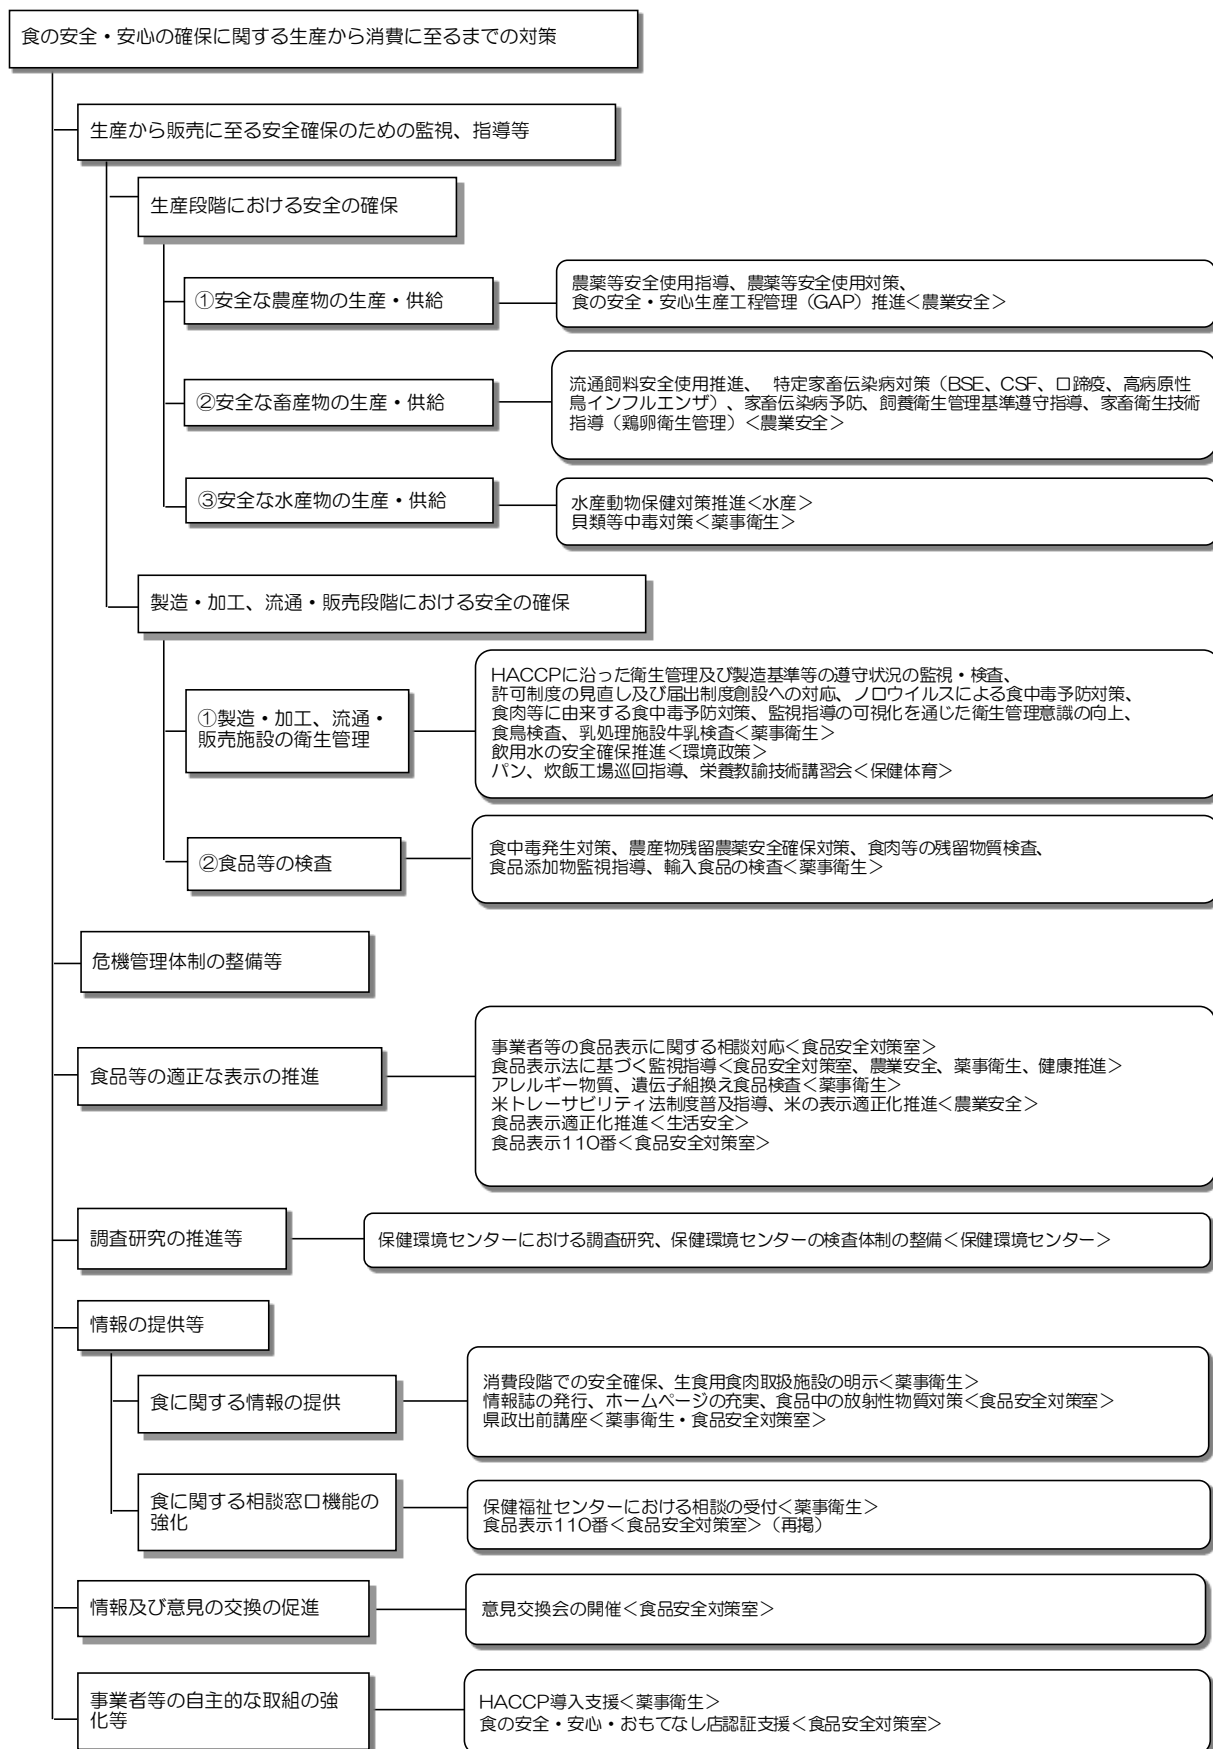 食の安全・安心の確保に関する生産から消費に至るまでの対策
生産から販売に至る安全確保のための監視、指導等
生産段階における安全の確保
①安全な農産物の生産・供給
農薬等安全使用指導、農薬等安全使用対策、
食の安全・安心生産工程管理（GAP）推進＜農業安全＞
②安全な畜産物の生産・供給
流通飼料安全使用推進、 特定家畜伝染病対策（BSE、CSF、口蹄疫、高病原性
鳥インフルエンザ）、家畜伝染病予防、飼養衛生管理基準遵守指導、家畜衛生技術
指導（鶏卵衛生管理）＜農業安全＞
③安全な水産物の生産・供給
水産動物保健対策推進＜水産＞
貝類等中毒対策＜薬事衛生＞
製造・加工、流通・販売段階における安全の確保
①製造・加工、流通・
販売施設の衛生管理
HACCPに沿った衛生管理及び製造基準等の遵守状況の監視・検査、
許可制度の見直し及び届出制度創設への対応、ノロウイルスによる食中毒予防対策、
食肉等に由来する食中毒予防対策、監視指導の可視化を通じた衛生管理意識の向上、
食鳥検査、乳処理施設牛乳検査＜薬事衛生＞
飲用水の安全確保推進＜環境政策＞
パン、炊飯工場巡回指導、栄養教諭技術講習会＜保健体育＞
②食品等の検査
食中毒発生対策、農産物残留農薬安全確保対策、食肉等の残留物質検査、
食品添加物監視指導、輸入食品の検査＜薬事衛生＞
危機管理体制の整備等
食品等の適正な表示の推進
事業者等の食品表示に関する相談対応＜食品安全対策室＞
食品表示法に基づく監視指導＜食品安全対策室、農業安全、薬事衛生、健康推進＞
アレルギー物質、遺伝子組換え食品検査＜薬事衛生＞
米トレーサビリティ法制度普及指導、米の表示適正化推進＜農業安全＞
食品表示適正化推進＜生活安全＞
食品表示110番＜食品安全対策室＞
調査研究の推進等
保健環境センターにおける調査研究、保健環境センターの検査体制の整備＜保健環境センター＞
情報の提供等
食に関する情報の提供
消費段階での安全確保、生食用食肉取扱施設の明示＜薬事衛生＞
情報誌の発行、ホームページの充実、食品中の放射性物質対策＜食品安全対策室＞
県政出前講座＜薬事衛生・食品安全対策室＞
食に関する相談窓口機能の
強化
保健福祉センターにおける相談の受付＜薬事衛生＞
食品表示110番＜食品安全対策室＞（再掲）
情報及び意見の交換の促進
意見交換会の開催＜食品安全対策室＞
事業者等の自主的な取組の強
化等
HACCP導入支援＜薬事衛生＞
食の安全・安心・おもてなし店認証支援＜食品安全対策室＞